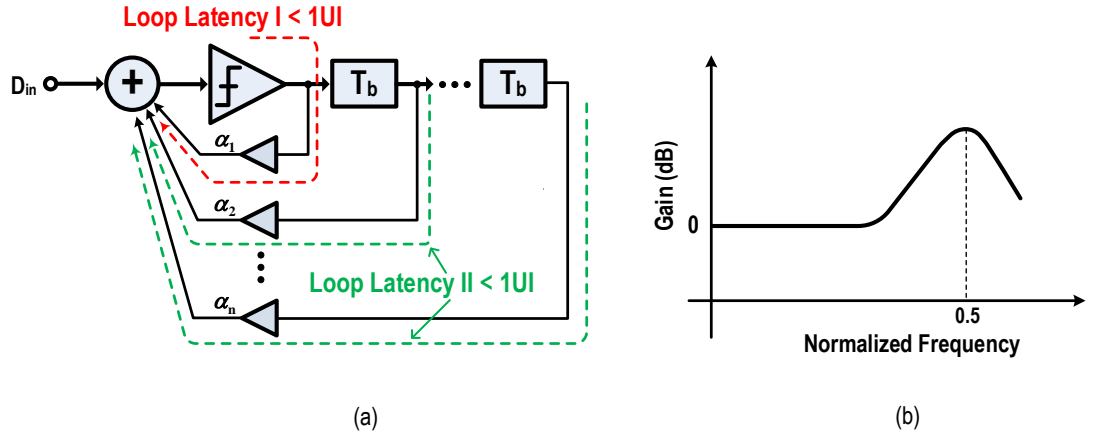 Loop Latency I < 1UI
Din
+
Tb
Tb
α1
α2
Loop Latency II < 1UI
αn
(a)
Gain (dB)
0
0.5
Normalized Frequency
(b)